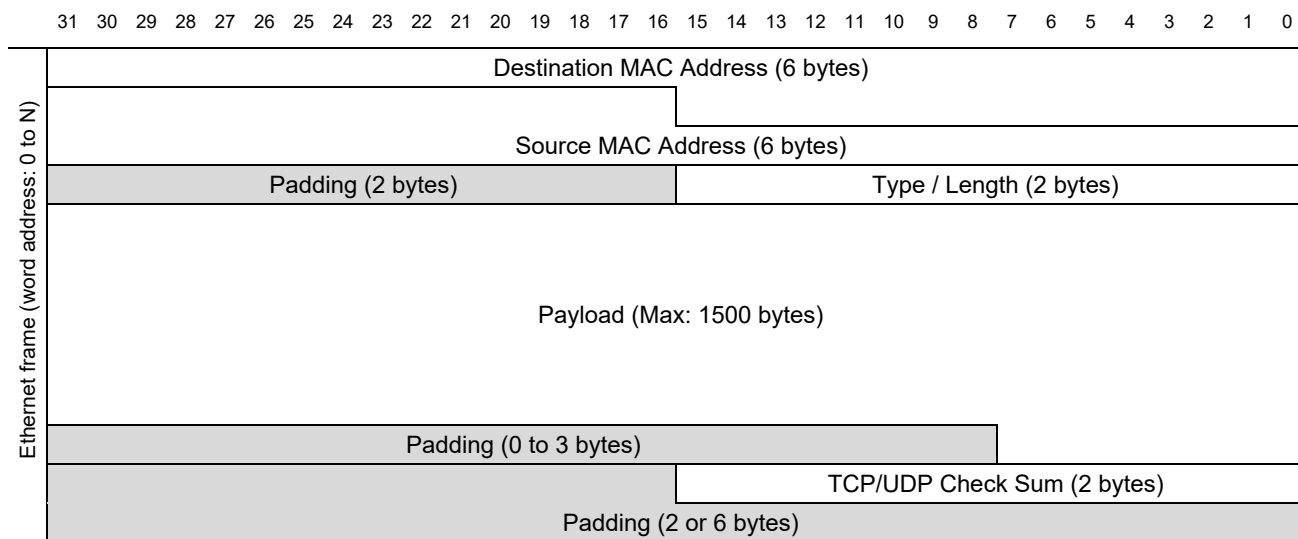 31 30 29 28 27 26 25 24 23 22 21 20 19 18 17 16 15 14 13 12 11 10 9 8 7 6 5 4 3 2 1 0
Ethernet frame (word address: 0 to N)
Destination MAC Address (6 bytes)
Source MAC Address (6 bytes)
Padding (2 bytes) Type / Length (2 bytes)
Payload (Max: 1500 bytes)
Padding (0 to 3 bytes)
TCP/UDP Check Sum (2 bytes)
Padding (2 or 6 bytes)